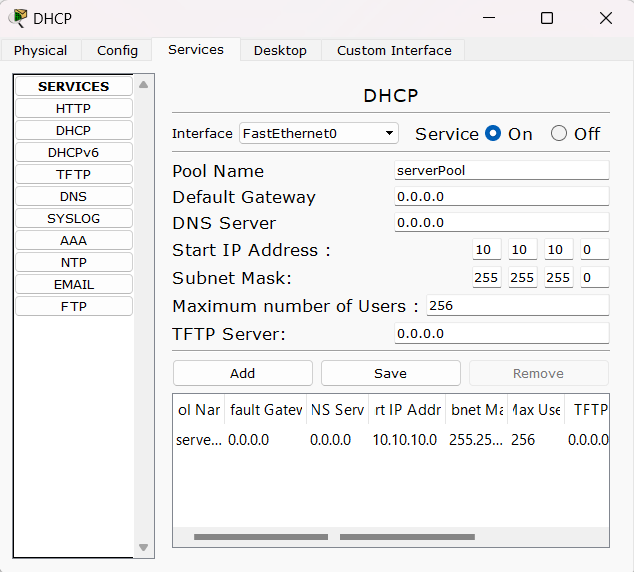 DHCP
Physical Config Services Desktop Custom Interface
SERVICES
HTTP
DHCP
DHCPv6
TFTP
DNS
SYSLOG
AAA
NTP
EMAIL
FTP
DHCP
Interface FastEthernet0 Service On Off
Pool Name serverPool
Default Gateway 0.0.0.0
DNS Server 0.0.0.0
Start IP Address : 10 10 10 0
Subnet Mask: 255 255 255 0
Maximum number of Users : 256
TFTP Server: 0.0.0.0
Add Save Remove
ol Nar fault Gatew NS Serv rt IP Addr bnet Ma Max Use TFTP
serve... 0.0.0.0 0.0.0.0 10.10.10.0 255.25... 256 0.0.0.0